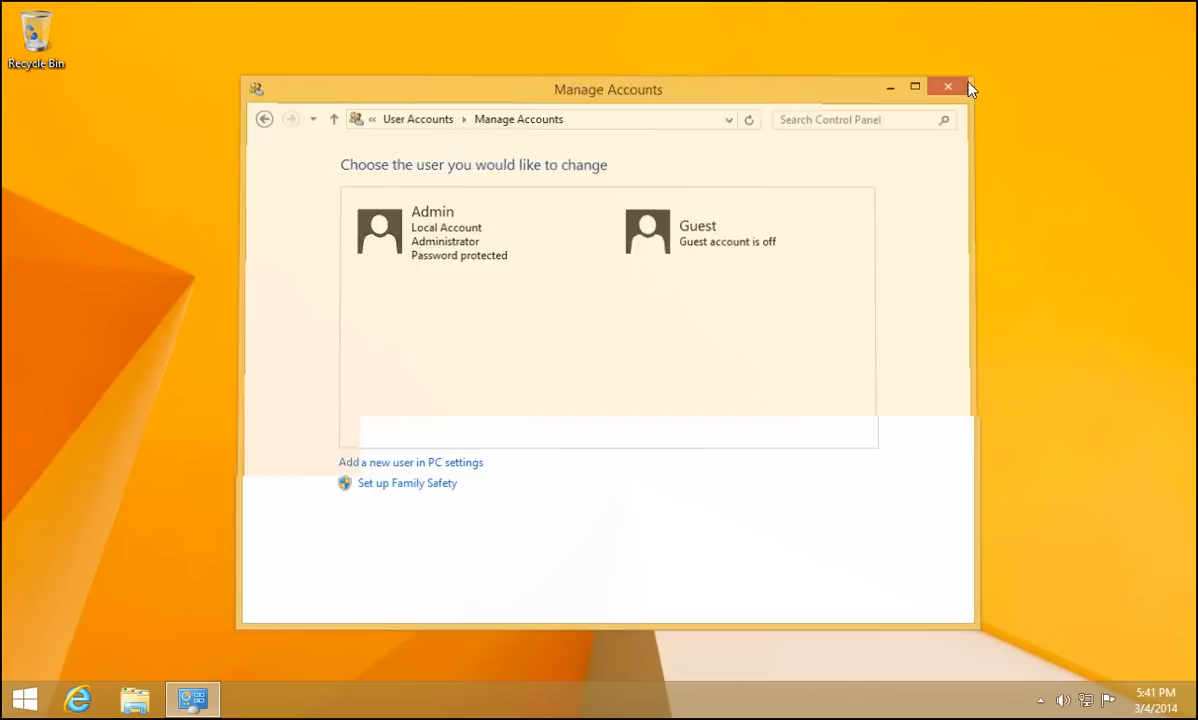 Recycle Bin
Manage Accounts
« User Accounts Manage Accounts
Search Control Panel
Choose the user you would like to change
Admin
Local Account
Administrator
Password protected
Guest
Guest account is off
Add a new user in PC settings
Set up Family Safety
5:41 PM
3/4/2014